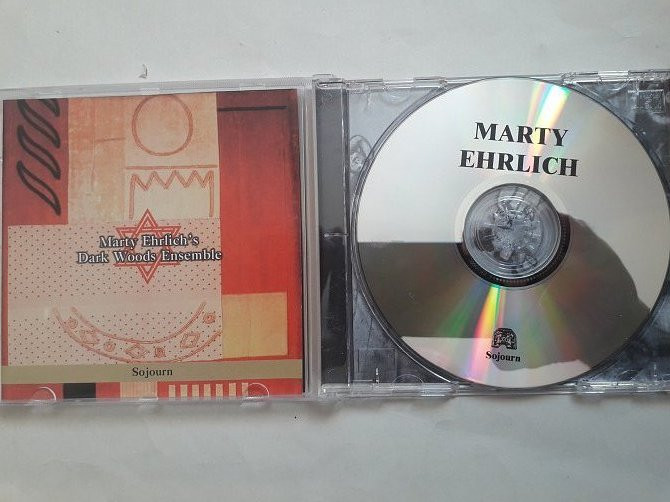 Marty Ehrlich's
Dark Woods Ensemble
Sojourn
MARTY
EHRLICH
Sojourn